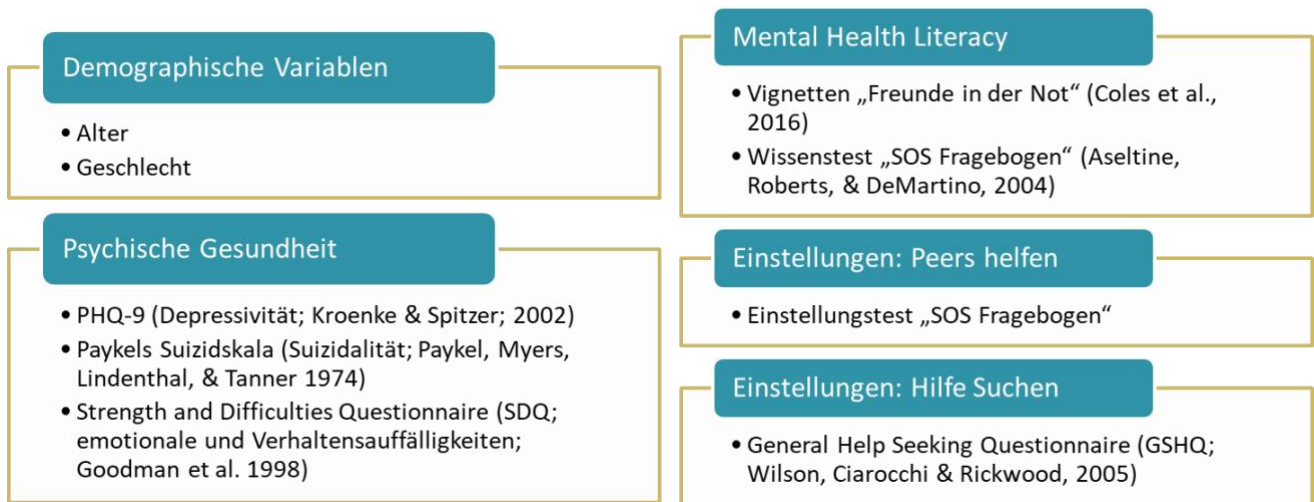 Demographische Variablen
• Alter
• Geschlecht
Psychische Gesundheit
• PHQ-9 (Depressivität; Kroenke & Spitzer; 2002)
• Paykels Suizidskala (Suizidalität; Paykel, Myers,
Lindenthal, & Tanner 1974)
• Strength and Difficulties Questionnaire (SDQ;
emotionale und Verhaltensauffälligkeiten;
Goodman et al. 1998)
Mental Health Literacy
• Vignetten „Freunde in der Not“ (Coles et al.,
2016)
• Wissenstest „SOS Fragebogen“ (Aseltine,
Roberts, & DeMartino, 2004)
Einstellungen: Peers helfen
• Einstellungstest „SOS Fragebogen“
Einstellungen: Hilfe Suchen
• General Help Seeking Questionnaire (GSHQ;
Wilson, Ciarocchi & Rickwood, 2005)